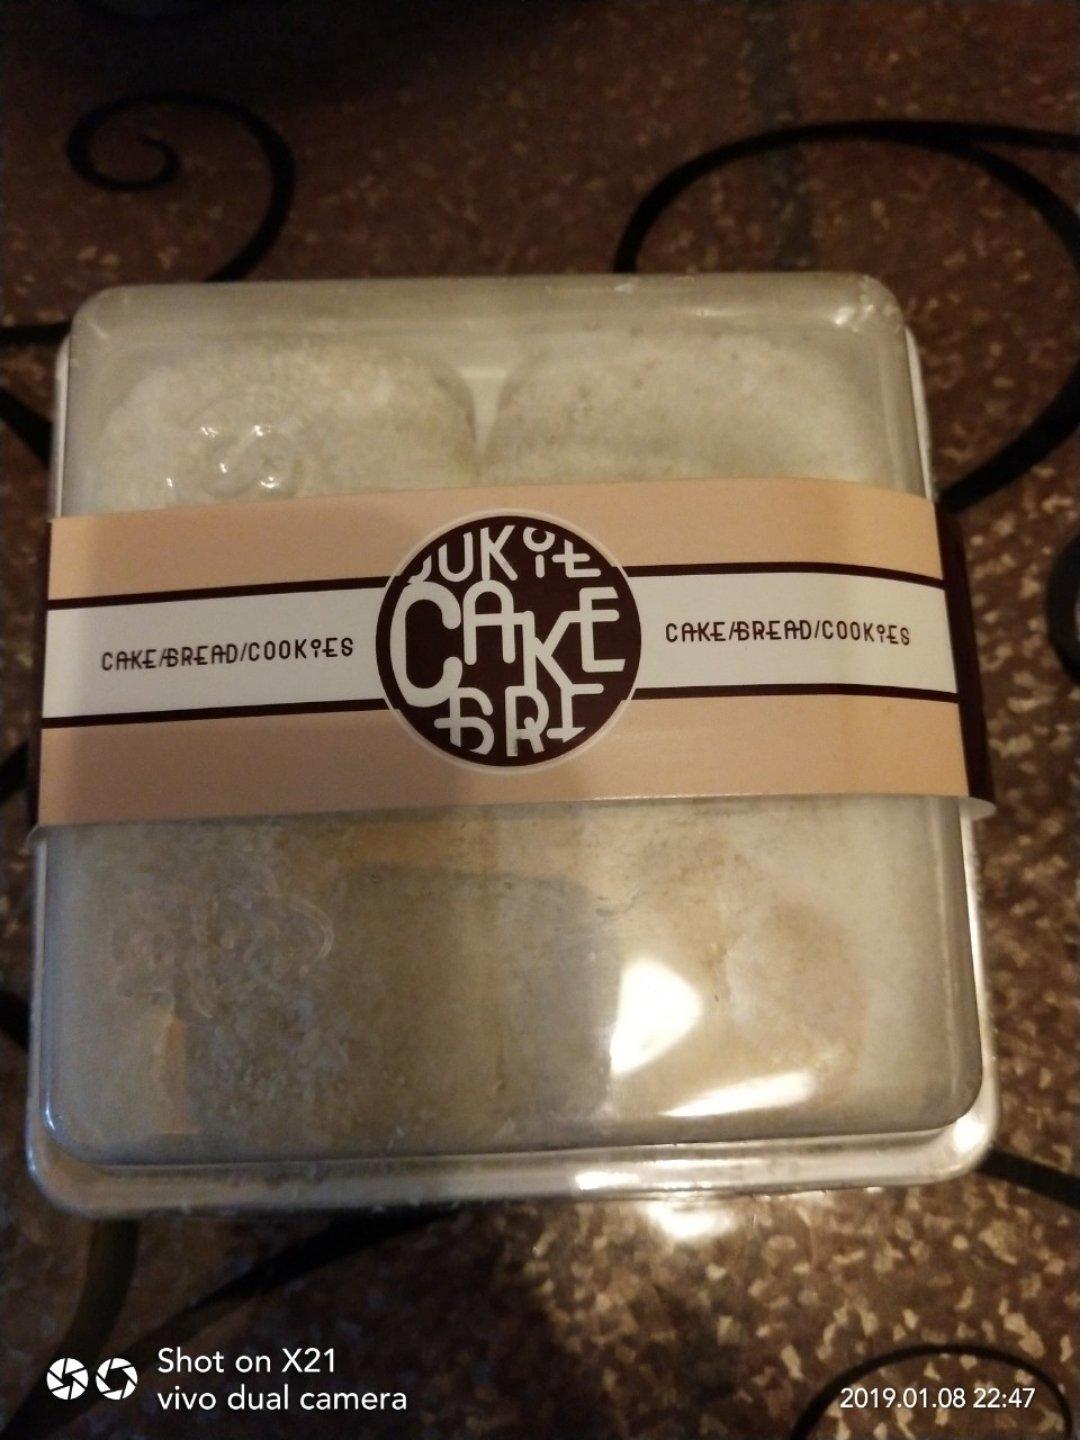 CAKE/BREAD/COOKIES
CAKE
CAKE/BREAD/COOKIES
Shot on X21
vivo dual camera
2019.01.08 22:47